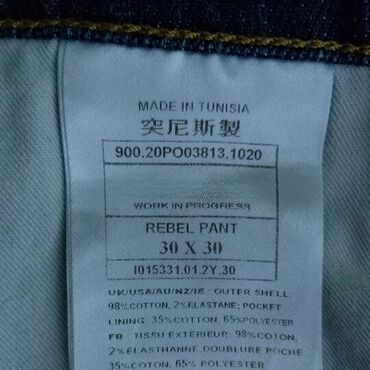 MADE IN TUNISIA
突尼斯製
900.20PO03813.1020
WORK IN PROGRESS
REBEL PANT
30 X 30
I015331.01.2Y.30
UK/USA/AU/NZ/IE : OUTER SHELL:
98%COTTON, 2%ELASTANE; POCKET
LINING: 35%COTTON, 65%POLYESTER
FR : TISSU EXTERIEUR: 98%COTON,
2%ELASTHANNE DOUBLURE POCHE
35%COTON, 65%POLYESTER